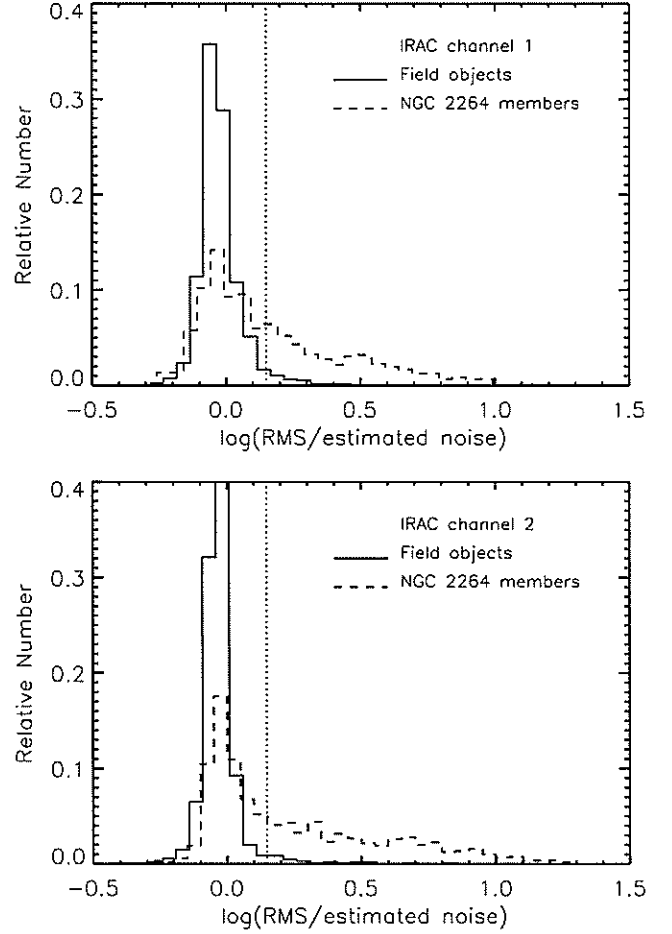 0.4
IRAC channel 1
Field objects
NGC 2264 members
0.3
0.2
0.1
0.0
Relative Number
-0.5 0.0 0.5 1.0 1.5
log(RMS/estimated noise)
0.4
IRAC channel 2
Field objects
NGC 2264 members
0.3
0.2
0.1
0.0
Relative Number
-0.5 0.0 0.5 1.0 1.5
log(RMS/estimated noise)